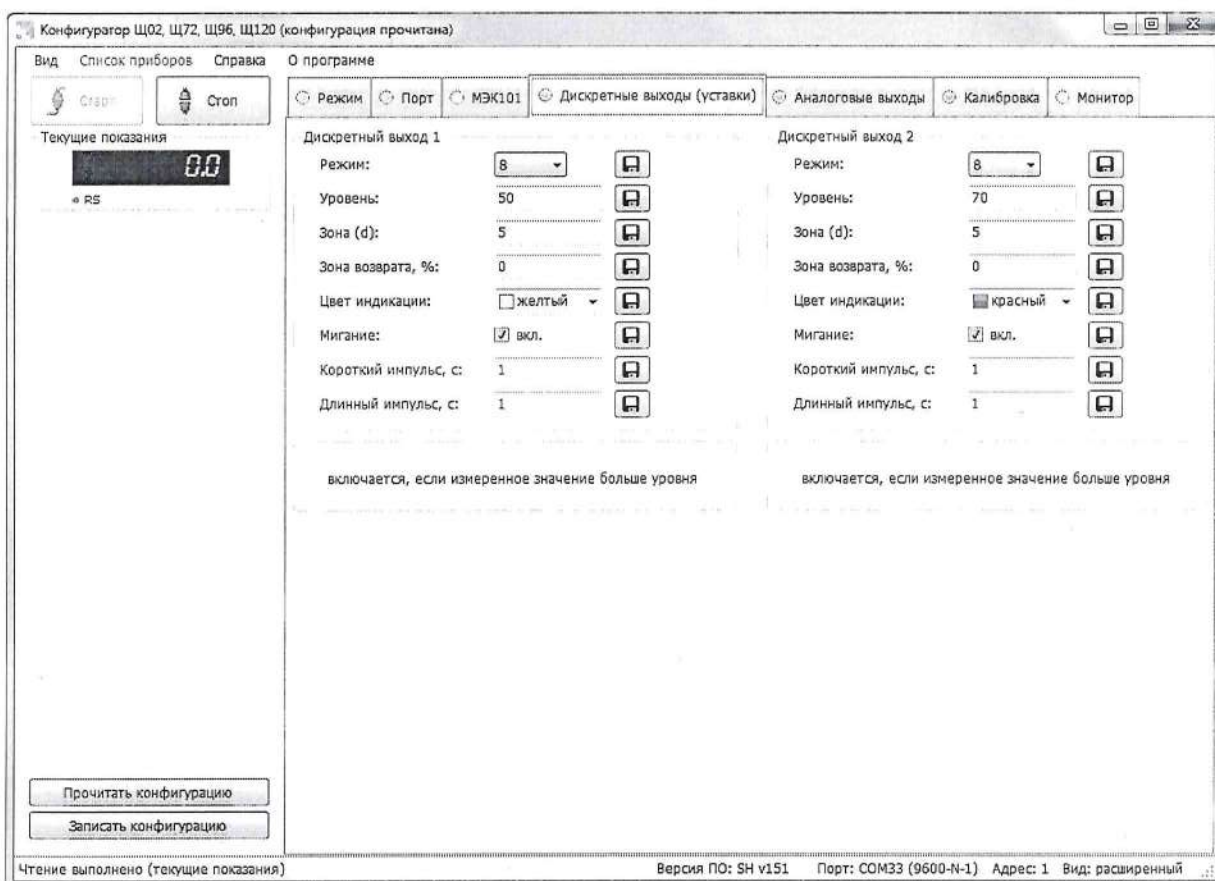 Конфигуратор Щ02, Щ72, Щ96, Щ120 (конфигурация прочитана)
Вид Список приборов Справка О программе
Старт Стоп
Режим Порт МЭК101 Дискретные выходы (уставки) Аналоговые выходы Калибровка Монитор
Текущие показания
0.0
RS
Дискретный выход 1
Режим: 8
Уровень: 50
Зона (d): 5
Зона возврата, %: 0
Цвет индикации: желтый
Мигание: вкл.
Короткий импульс, с: 1
Длинный импульс, с: 1
включается, если измеренное значение больше уровня
Дискретный выход 2
Режим: 8
Уровень: 70
Зона (d): 5
Зона возврата, %: 0
Цвет индикации: красный
Мигание: вкл.
Короткий импульс, с: 1
Длинный импульс, с: 1
включается, если измеренное значение больше уровня
Прочитать конфигурацию
Записать конфигурацию
Чтение выполнено (текущие показания) Версия ПО: SH v151 Порт: COM33 (9600-N-1) Адрес: 1 Вид: расширенный